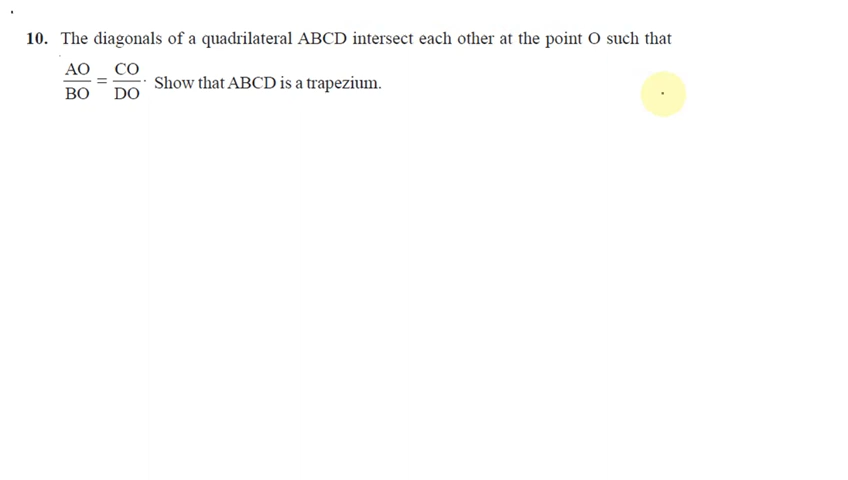 10. The diagonals of a quadrilateral ABCD intersect each other at the point O such that
AO/BO = CO/DO. Show that ABCD is a trapezium.